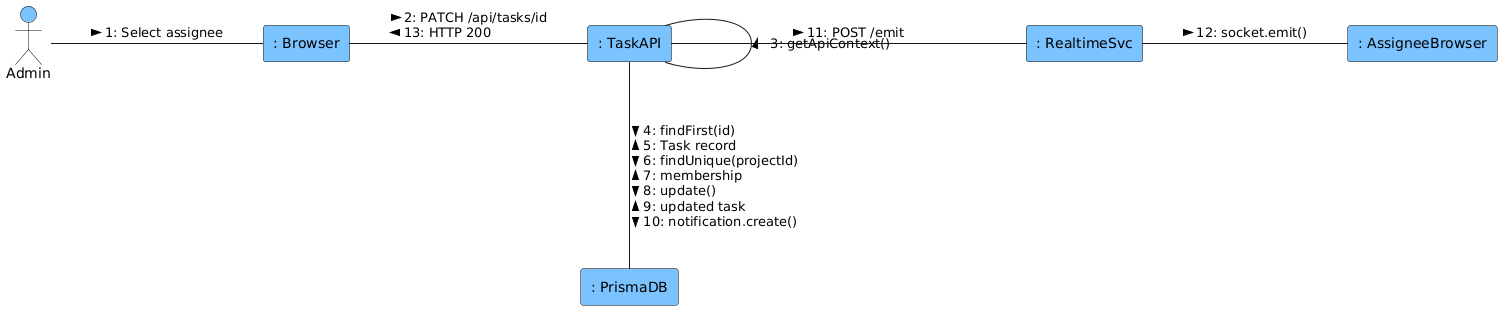 1: Select assignee
2: PATCH /api/tasks/id
13: HTTP 200
11: POST /emit
3: getApiContext()
12: socket.emit()
Admin
: Browser
: TaskAPI
: RealtimeSvc
: AssigneeBrowser
4: findFirst(id)
5: Task record
6: findUnique(projectId)
7: membership
8: update()
9: updated task
10: notification.create()
: PrismaDB